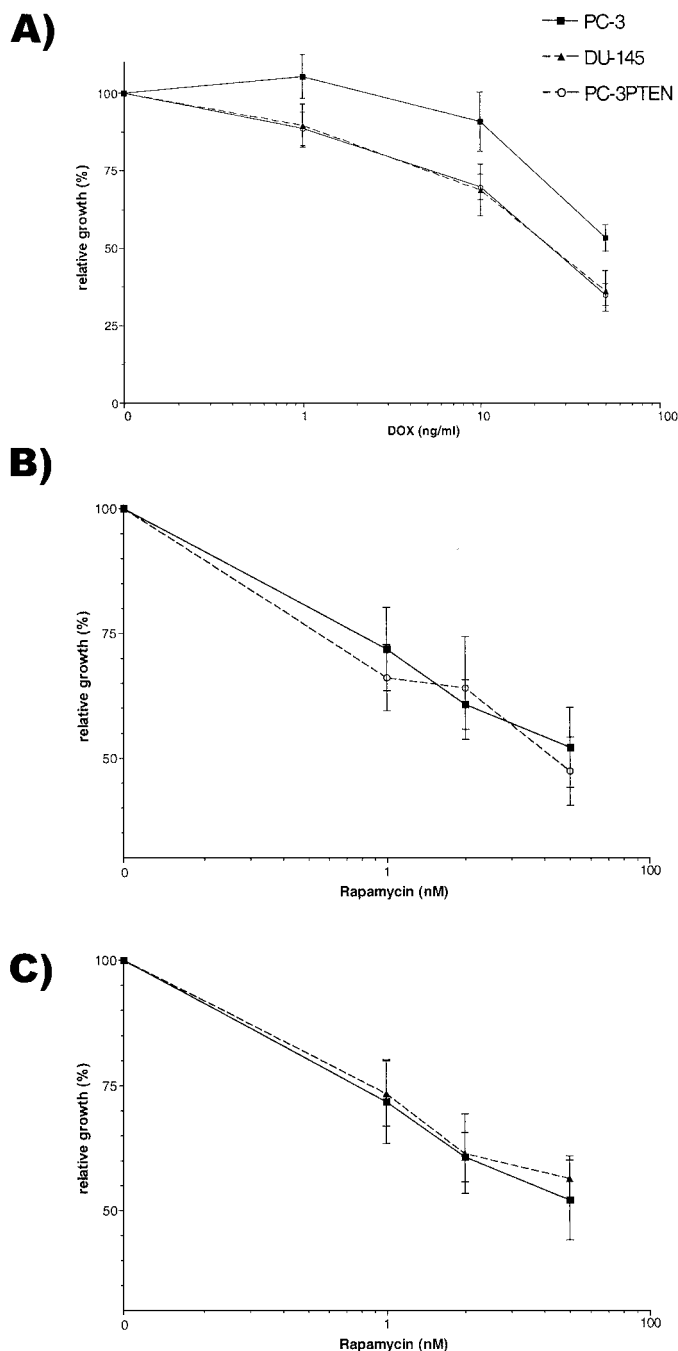 A)
PC-3
DU-145
PC-3PTEN
100
75
50
25
0
relative growth (%)
0 1 10 100
DOX (ng/ml)
B)
100
75
50
relative growth (%)
0 1 100
Rapamycin (nM)
C)
100
75
50
relative growth (%)
0 1 100
Rapamycin (nM)